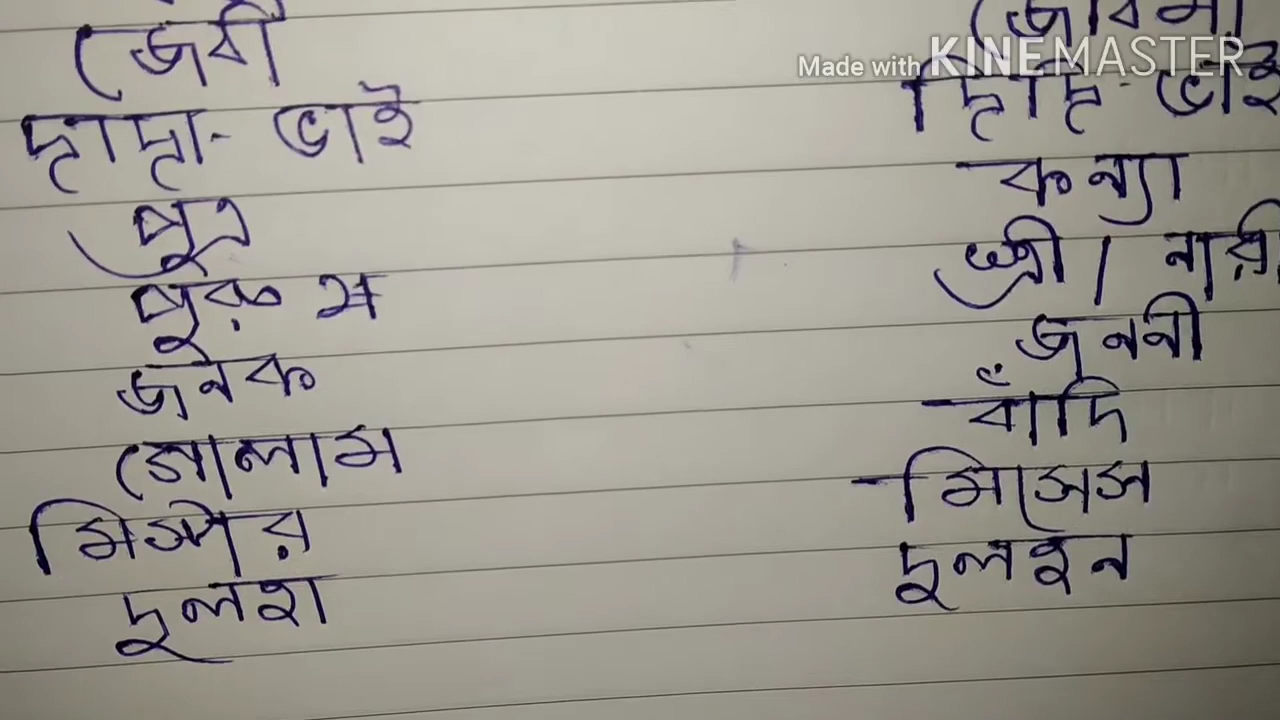 Made with KINEMASTER
দাদা-ভাই দিদি-ভাই
পুত্র কন্যা
পুরুষ স্ত্রী / নারী
জনক জননী
গোলাম বাঁদি
মিস্টার মিসেস
দুলহা দুলহন